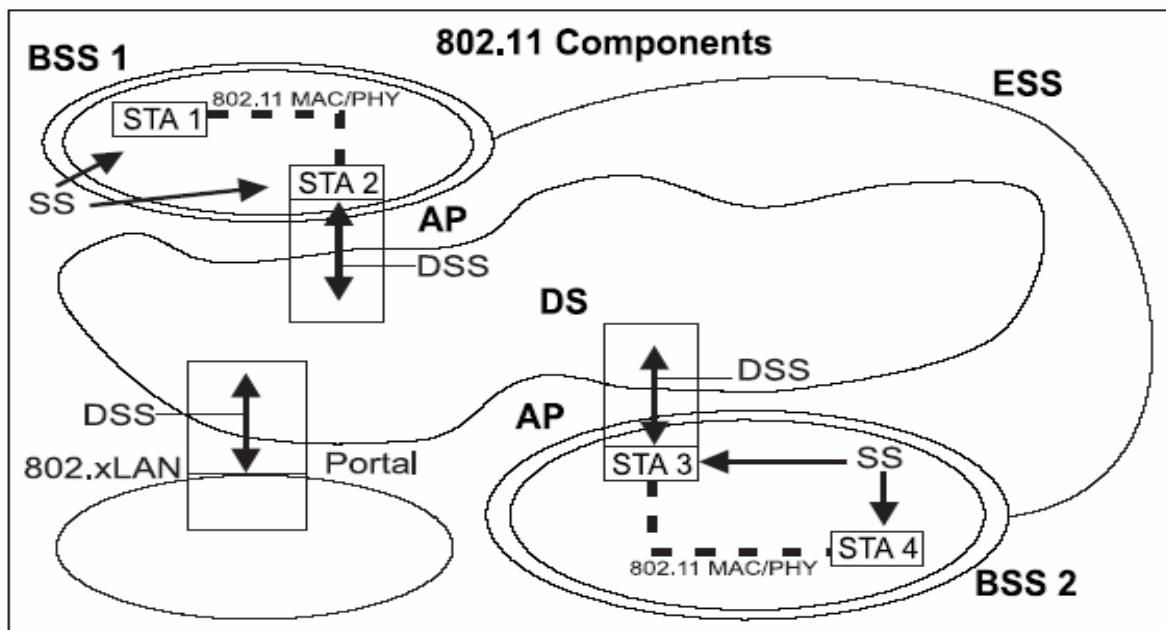 802.11 Components
BSS 1
ESS
802.11 MAC/PHY
STA 1
STA 2
SS
AP
DSS
DS
DSS
DSS
AP
802.xLAN
Portal
STA 3
SS
STA 4
802.11 MAC/PHY
BSS 2